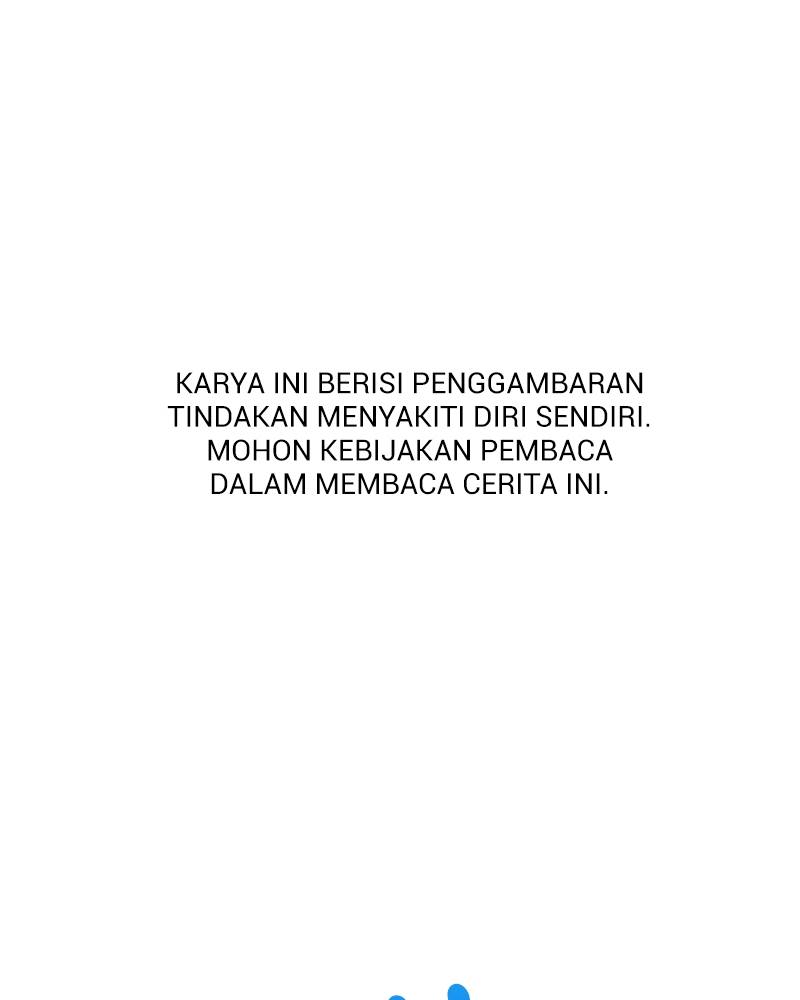 KARYA INI BERISI PENGGAMBARAN
TINDAKAN MENYAKITI DIRI SENDIRI.
MOHON KEBIJAKAN PEMBACA
DALAM MEMBACA CERITA INI.